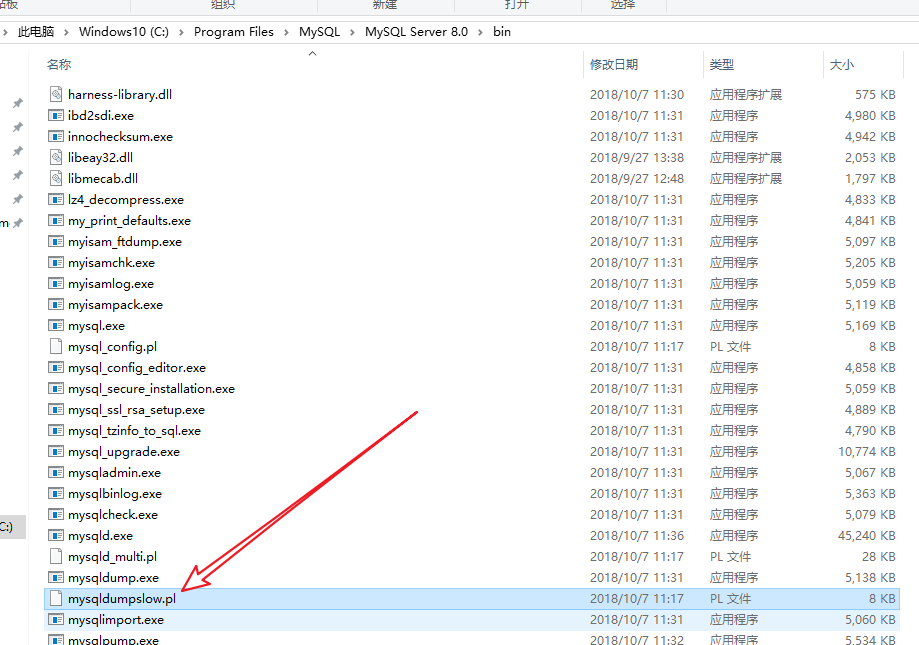 组织 新建 打开 选择
此电脑 › Windows10 (C:) › Program Files › MySQL › MySQL Server 8.0 › bin
名称 修改日期 类型 大小
harness-library.dll 2018/10/7 11:30 应用程序扩展 575 KB
ibd2sdi.exe 2018/10/7 11:31 应用程序 4,980 KB
innochecksum.exe 2018/10/7 11:31 应用程序 4,942 KB
libeay32.dll 2018/9/27 13:38 应用程序扩展 2,053 KB
libmecab.dll 2018/9/27 12:48 应用程序扩展 1,797 KB
lz4_decompress.exe 2018/10/7 11:31 应用程序 4,833 KB
my_print_defaults.exe 2018/10/7 11:31 应用程序 4,841 KB
myisam_ftdump.exe 2018/10/7 11:31 应用程序 5,097 KB
myisamchk.exe 2018/10/7 11:31 应用程序 5,205 KB
myisamlog.exe 2018/10/7 11:31 应用程序 5,059 KB
myisampack.exe 2018/10/7 11:31 应用程序 5,119 KB
mysql.exe 2018/10/7 11:31 应用程序 5,169 KB
mysql_config.pl 2018/10/7 11:17 PL 文件 8 KB
mysql_config_editor.exe 2018/10/7 11:31 应用程序 4,858 KB
mysql_secure_installation.exe 2018/10/7 11:31 应用程序 5,059 KB
mysql_ssl_rsa_setup.exe 2018/10/7 11:31 应用程序 4,889 KB
mysql_tzinfo_to_sql.exe 2018/10/7 11:31 应用程序 4,790 KB
mysql_upgrade.exe 2018/10/7 11:31 应用程序 10,774 KB
mysqladmin.exe 2018/10/7 11:31 应用程序 5,067 KB
mysqlbinlog.exe 2018/10/7 11:31 应用程序 5,363 KB
mysqlcheck.exe 2018/10/7 11:31 应用程序 5,079 KB
C:) mysqld.exe 2018/10/7 11:36 应用程序 45,240 KB
mysqld_multi.pl 2018/10/7 11:17 PL 文件 28 KB
mysqldump.exe 2018/10/7 11:31 应用程序 5,138 KB
mysqldumpslow.pl 2018/10/7 11:17 PL 文件 8 KB
mysqlimport.exe 2018/10/7 11:31 应用程序 5,060 KB
mysqlpump.exe 2018/10/7 11:32 应用程序 5,534 KB